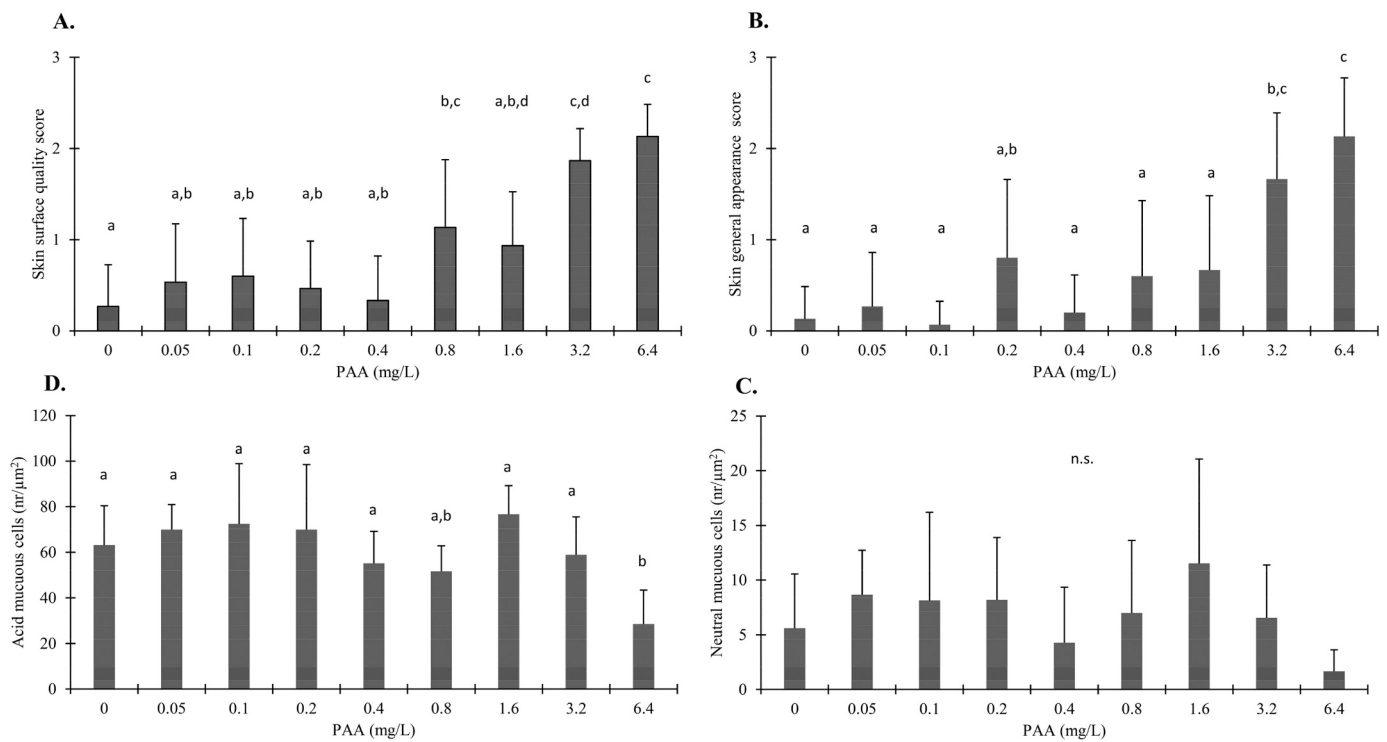 A.
Skin surface quality score
3
2
1
0
a
a,b
a,b
a,b
a,b
b,c
a,b,d
c,d
c
0 0.05 0.1 0.2 0.4 0.8 1.6 3.2 6.4
PAA (mg/L)
B.
Skin general appearance score
3
2
1
0
a
a
a
a,b
a
a
a
b,c
c
0 0.05 0.1 0.2 0.4 0.8 1.6 3.2 6.4
PAA (mg/L)
D.
Acid mucuous cells (nr/µm²)
120
100
80
60
40
20
0
a
a
a
a
a
a,b
a
a
b
0 0.05 0.1 0.2 0.4 0.8 1.6 3.2 6.4
PAA (mg/L)
C.
Neutral mucuous cells (nr/µm²)
25
20
15
10
5
0
n.s.
0 0.05 0.1 0.2 0.4 0.8 1.6 3.2 6.4
PAA (mg/L)